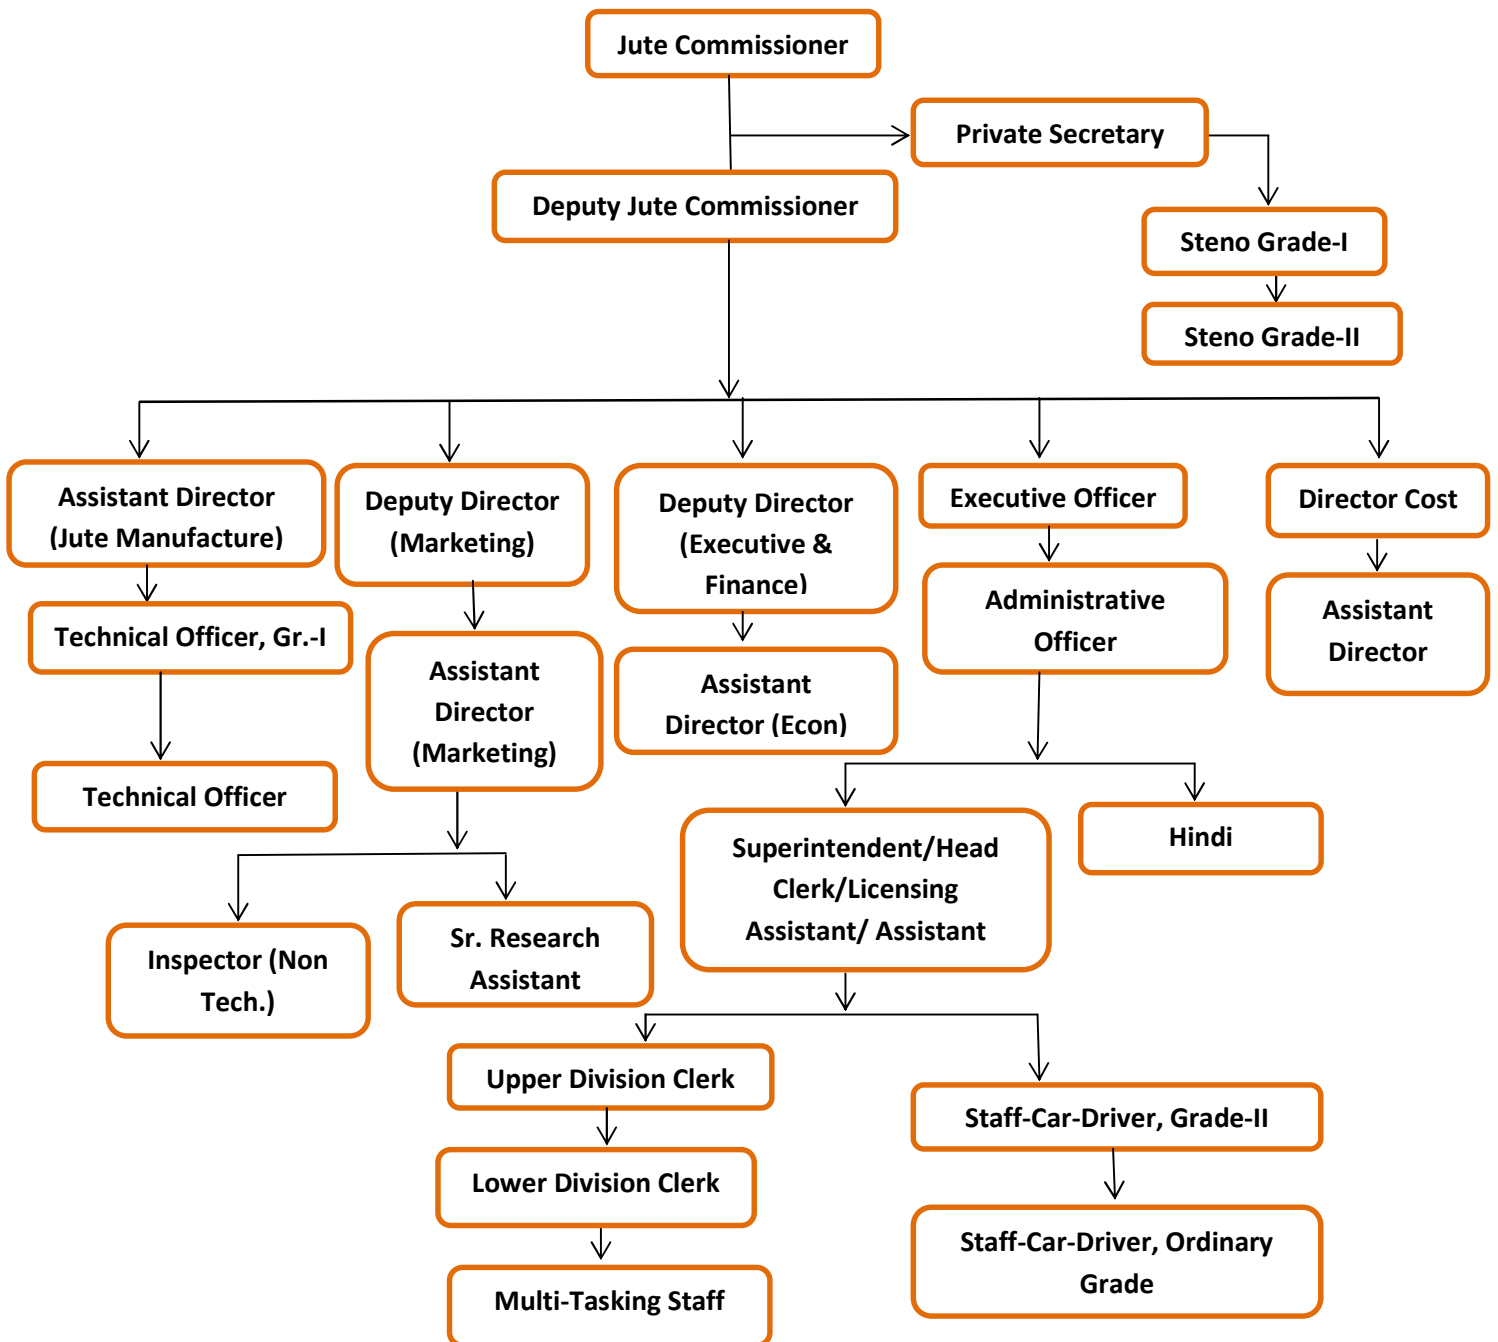 Jute Commissioner
Private Secretary
Deputy Jute Commissioner
Steno Grade-I
Steno Grade-II
Assistant Director
(Jute Manufacture)
Deputy Director
(Marketing)
Deputy Director
(Executive &
Finance)
Executive Officer
Director Cost
Technical Officer, Gr.-I
Assistant
Director
(Marketing)
Assistant
Director (Econ)
Administrative
Officer
Assistant
Director
Technical Officer
Superintendent/Head
Clerk/Licensing
Assistant/ Assistant
Hindi
Inspector (Non
Tech.)
Sr. Research
Assistant
Upper Division Clerk
Staff-Car-Driver, Grade-II
Lower Division Clerk
Staff-Car-Driver, Ordinary
Grade
Multi-Tasking Staff